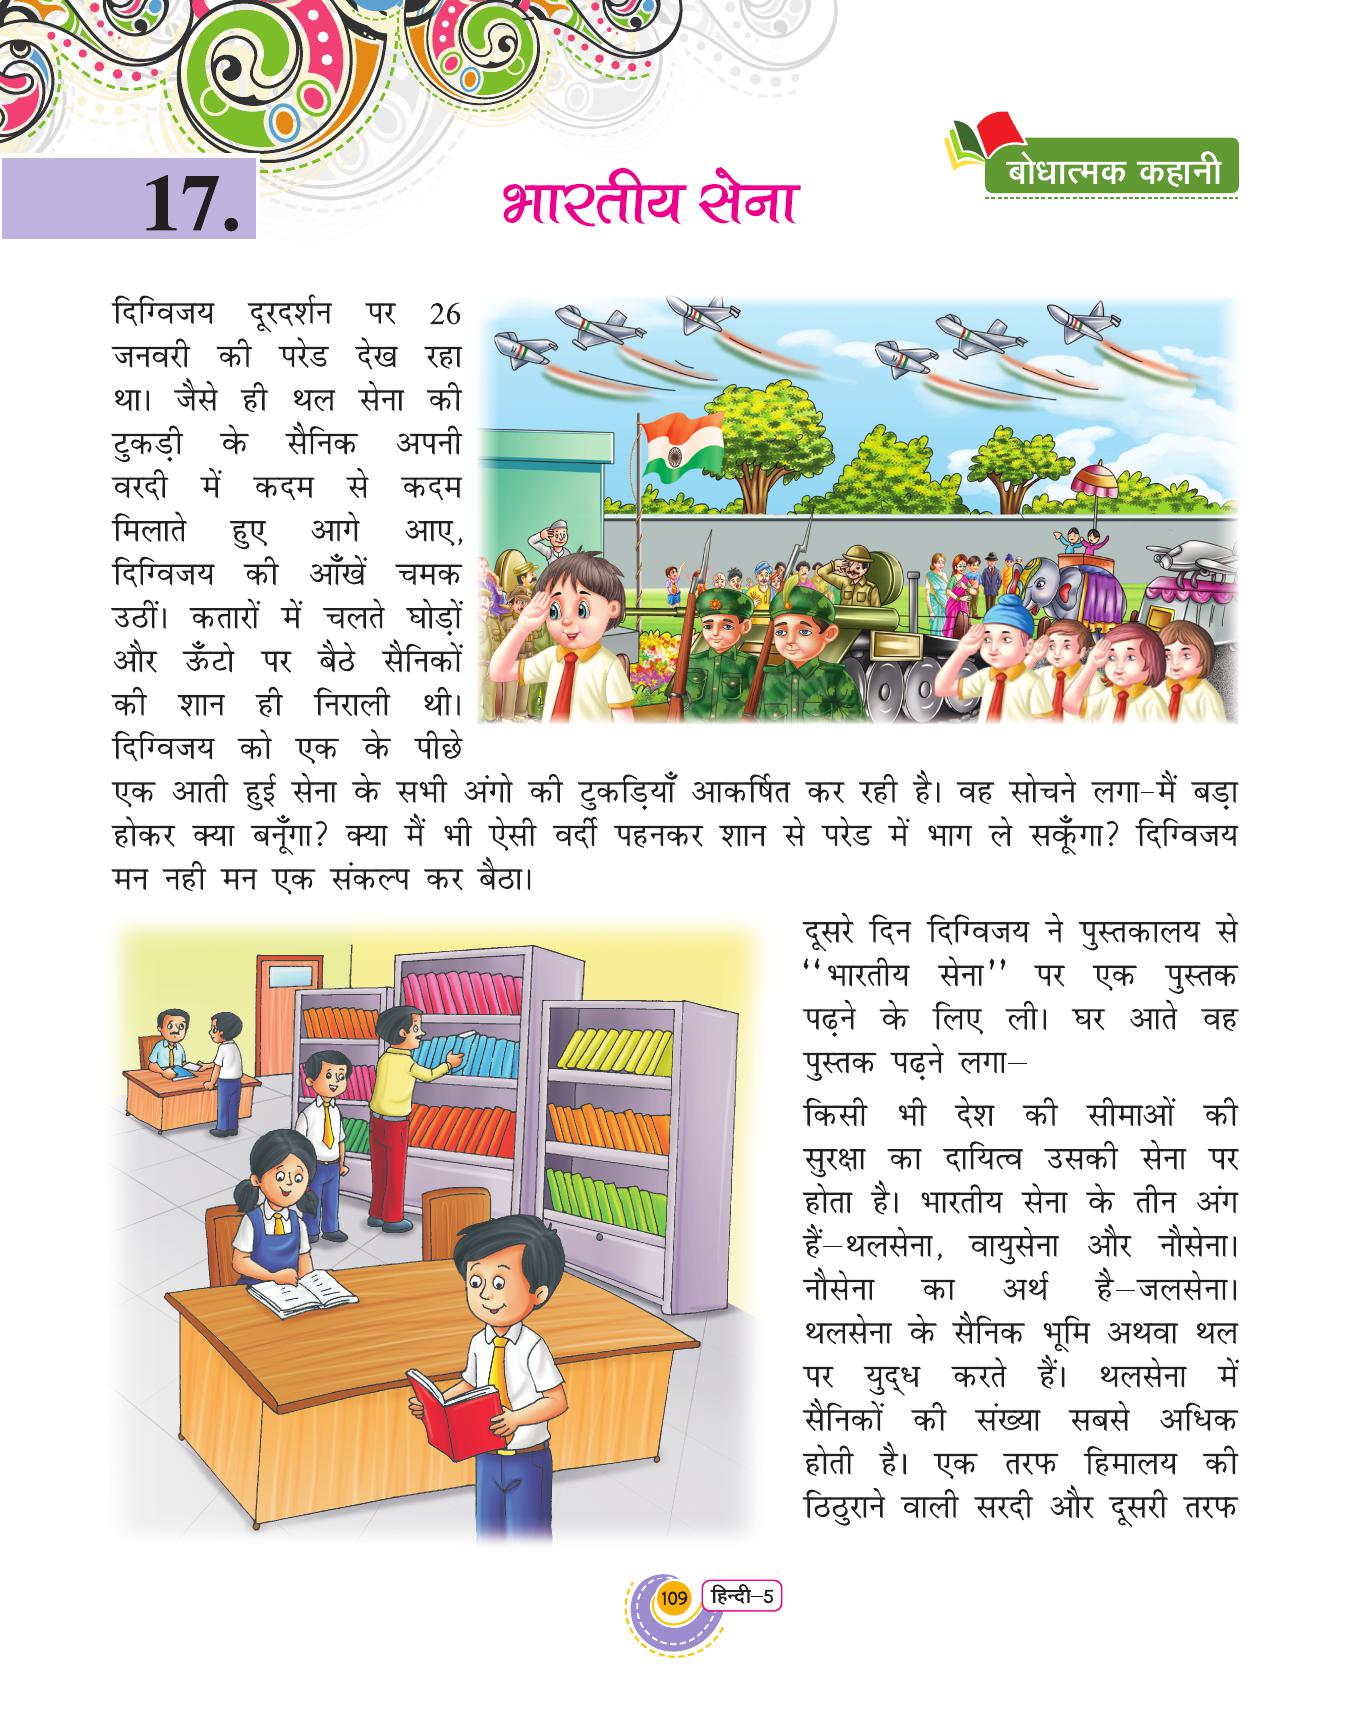 बोधात्मक कहानी
17.
भारतीय सेना
दिग्विजय दूरदर्शन पर 26
जनवरी की परेड देख रहा
था। जैसे ही थल सेना की
टुकड़ी के सैनिक अपनी
वरदी में कदम से कदम
मिलाते हुए आगे आए,
दिग्विजय की आँखें चमक
उठीं। कतारों में चलते घोड़ों
और ऊँटो पर बैठे सैनिकों
की शान ही निराली थी।
दिग्विजय को एक के पीछे
एक आती हुई सेना के सभी अंगो की टुकड़ियाँ आकर्षित कर रही है। वह सोचने लगा–मैं बड़ा
होकर क्या बनूँगा? क्या मैं भी ऐसी वर्दी पहनकर शान से परेड में भाग ले सकूँगा? दिग्विजय
मन नही मन एक संकल्प कर बैठा।
दूसरे दिन दिग्विजय ने पुस्तकालय से
‘‘भारतीय सेना’’ पर एक पुस्तक
पढ़ने के लिए ली। घर आते वह
पुस्तक पढ़ने लगा–
किसी भी देश की सीमाओं की
सुरक्षा का दायित्व उसकी सेना पर
होता है। भारतीय सेना के तीन अंग
हैं–थलसेना, वायुसेना और नौसेना।
नौसेना का अर्थ है–जलसेना।
थलसेना के सैनिक भूमि अथवा थल
पर युद्ध करते हैं। थलसेना में
सैनिकों की संख्या सबसे अधिक
होती है। एक तरफ हिमालय की
ठिठुराने वाली सरदी और दूसरी तरफ
109 हिन्दी–5